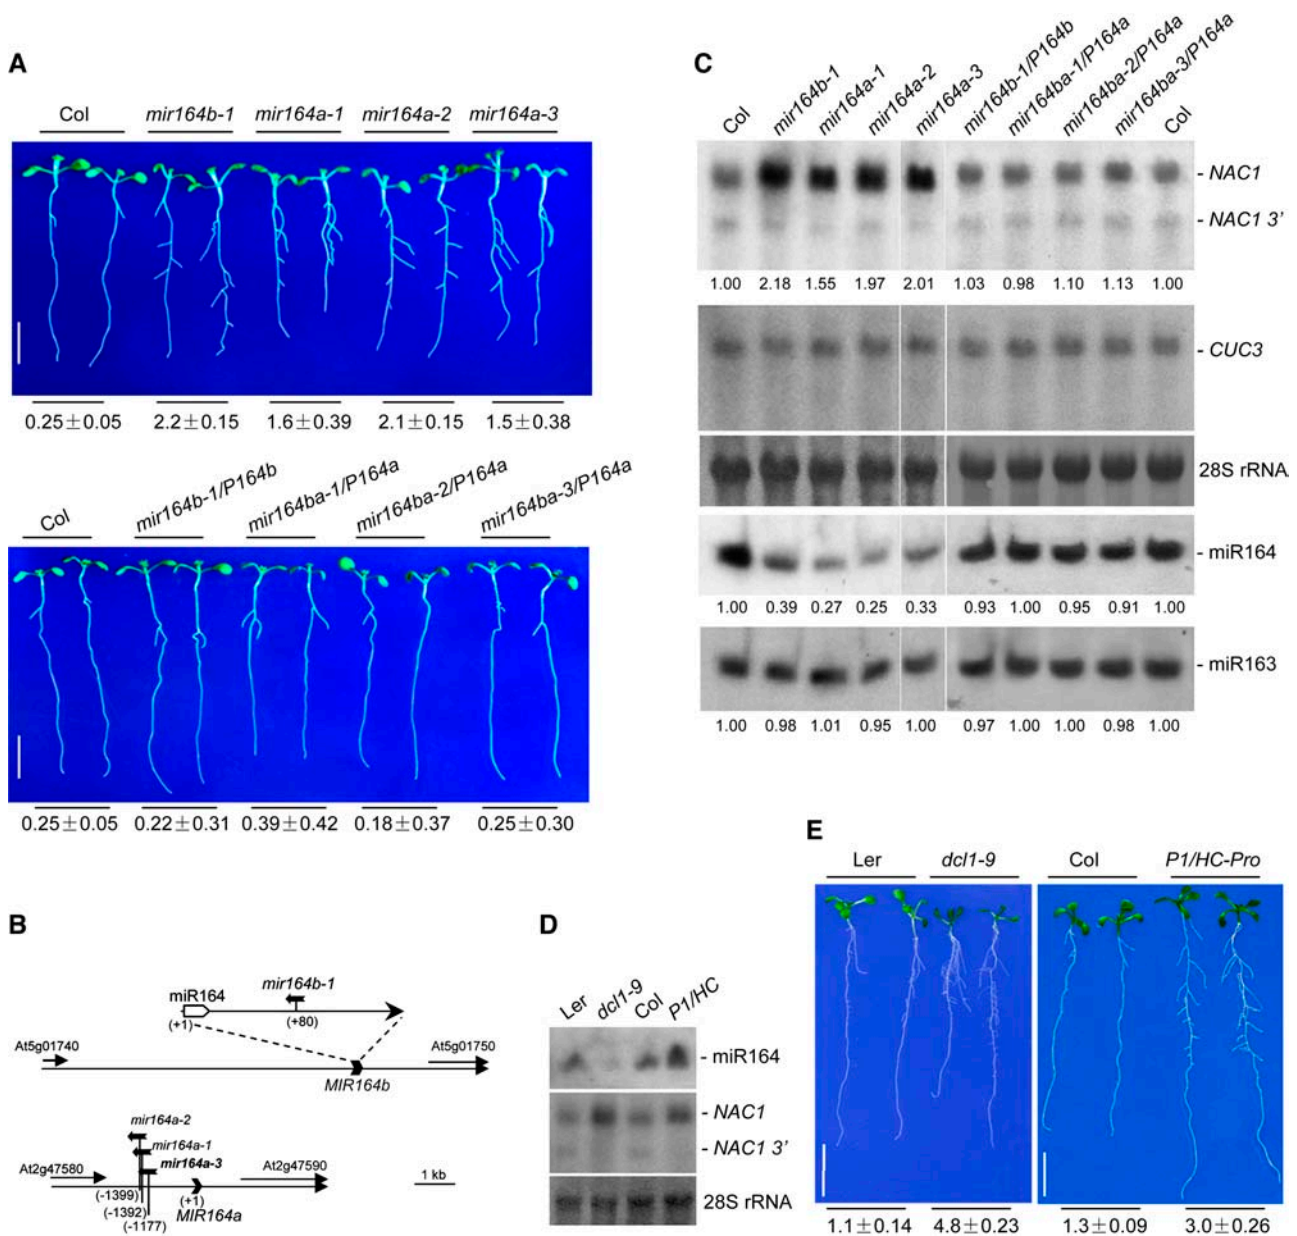 A
Col mir164b-1 mir164a-1 mir164a-2 mir164a-3
0.25±0.05 2.2±0.15 1.6±0.39 2.1±0.15 1.5±0.38
Col mir164b-1/P164b mir164ba-1/P164a mir164ba-2/P164a mir164ba-3/P164a
0.25±0.05 0.22±0.31 0.39±0.42 0.18±0.37 0.25±0.30
B
miR164 mir164b-1
(+1) (+80)
At5g01740 At5g01750
MIR164b
mir164a-2
mir164a-1
mir164a-3
At2g47580 At2g47590
(-1399) (+1) 1 kb
(-1392) MIR164a
(-1177)
C
Col mir164b-1 mir164a-1 mir164a-2 mir164a-3 mir164b-1/P164b mir164ba-1/P164a mir164ba-2/P164a mir164ba-3/P164a Col
- NAC1
- NAC1 3'
1.00 2.18 1.55 1.97 2.01 1.03 0.98 1.10 1.13 1.00
- CUC3
28S rRNA
- miR164
1.00 0.39 0.27 0.25 0.33 0.93 1.00 0.95 0.91 1.00
- miR163
1.00 0.98 1.01 0.95 1.00 0.97 1.00 1.00 0.98 1.00
D
Ler dcl1-9 Col P1/HC
- miR164
- NAC1
- NAC1 3'
28S rRNA
E
Ler dcl1-9 Col P1/HC-Pro
1.1±0.14 4.8±0.23 1.3±0.09 3.0±0.26